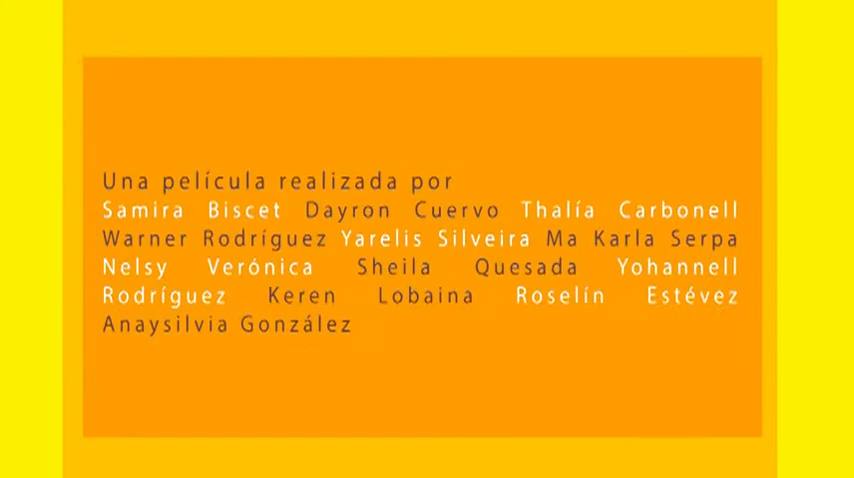 Una película realizada por
Samira Biscet Dayron Cuervo Thalía Carbonell
Warner Rodríguez Yarelis Silveira Ma Karla Serpa
Nelsy Verónica Sheila Quesada Yohannell
Rodríguez Keren Lobaina Roselín Estévez
Anaysilvia González